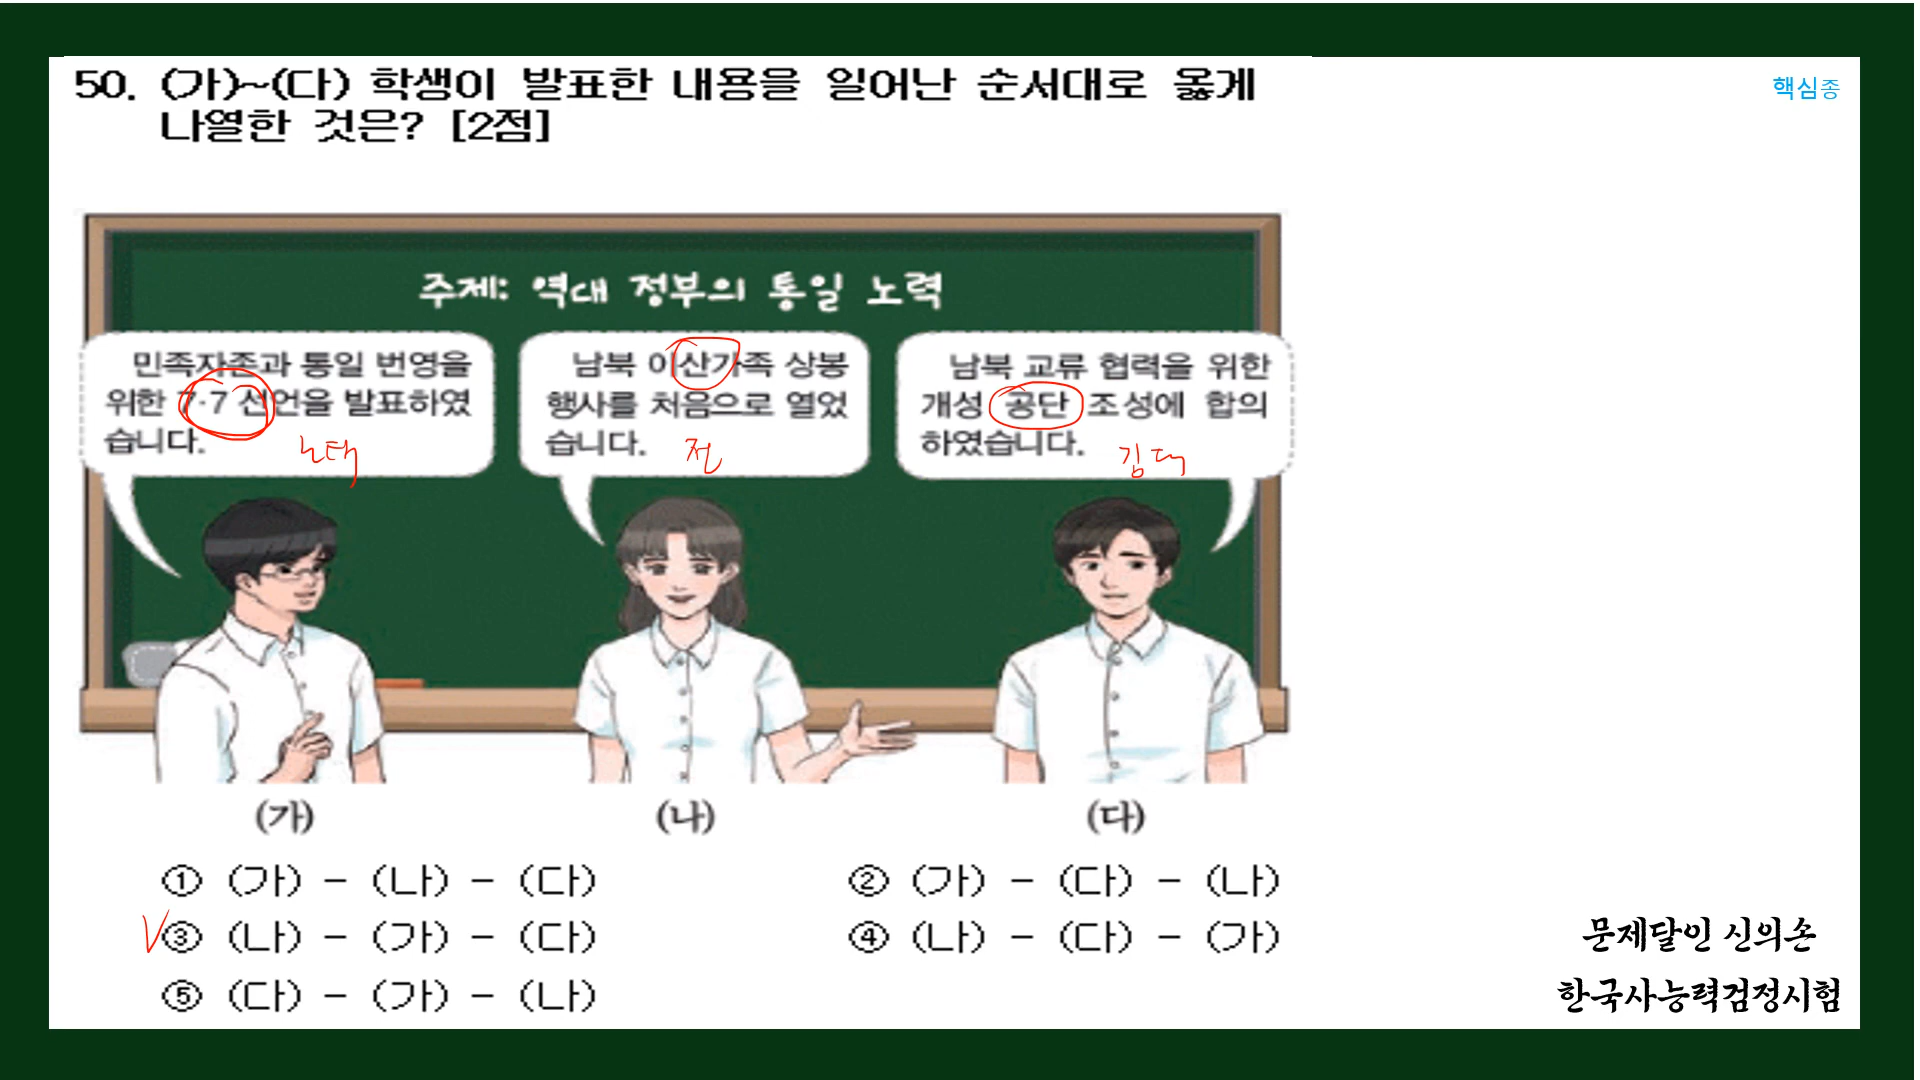 50. (가)~(다) 학생이 발표한 내용을 일어난 순서대로 옳게
나열한 것은? [2점]
핵심종
주제: 역대 정부의 통일 노력
민족자존과 통일 번영을
위한 7·7 선언을 발표하였
습니다.
노태
남북 이산가족 상봉
행사를 처음으로 열었
습니다.
전
남북 교류 협력을 위한
개성 공단 조성에 합의
하였습니다.
김대
(가)
(나)
(다)
① (가) - (나) - (다)
② (가) - (다) - (나)
V③ (나) - (가) - (다)
④ (나) - (다) - (가)
⑤ (다) - (가) - (나)
문제달인 신의손
한국사능력검정시험